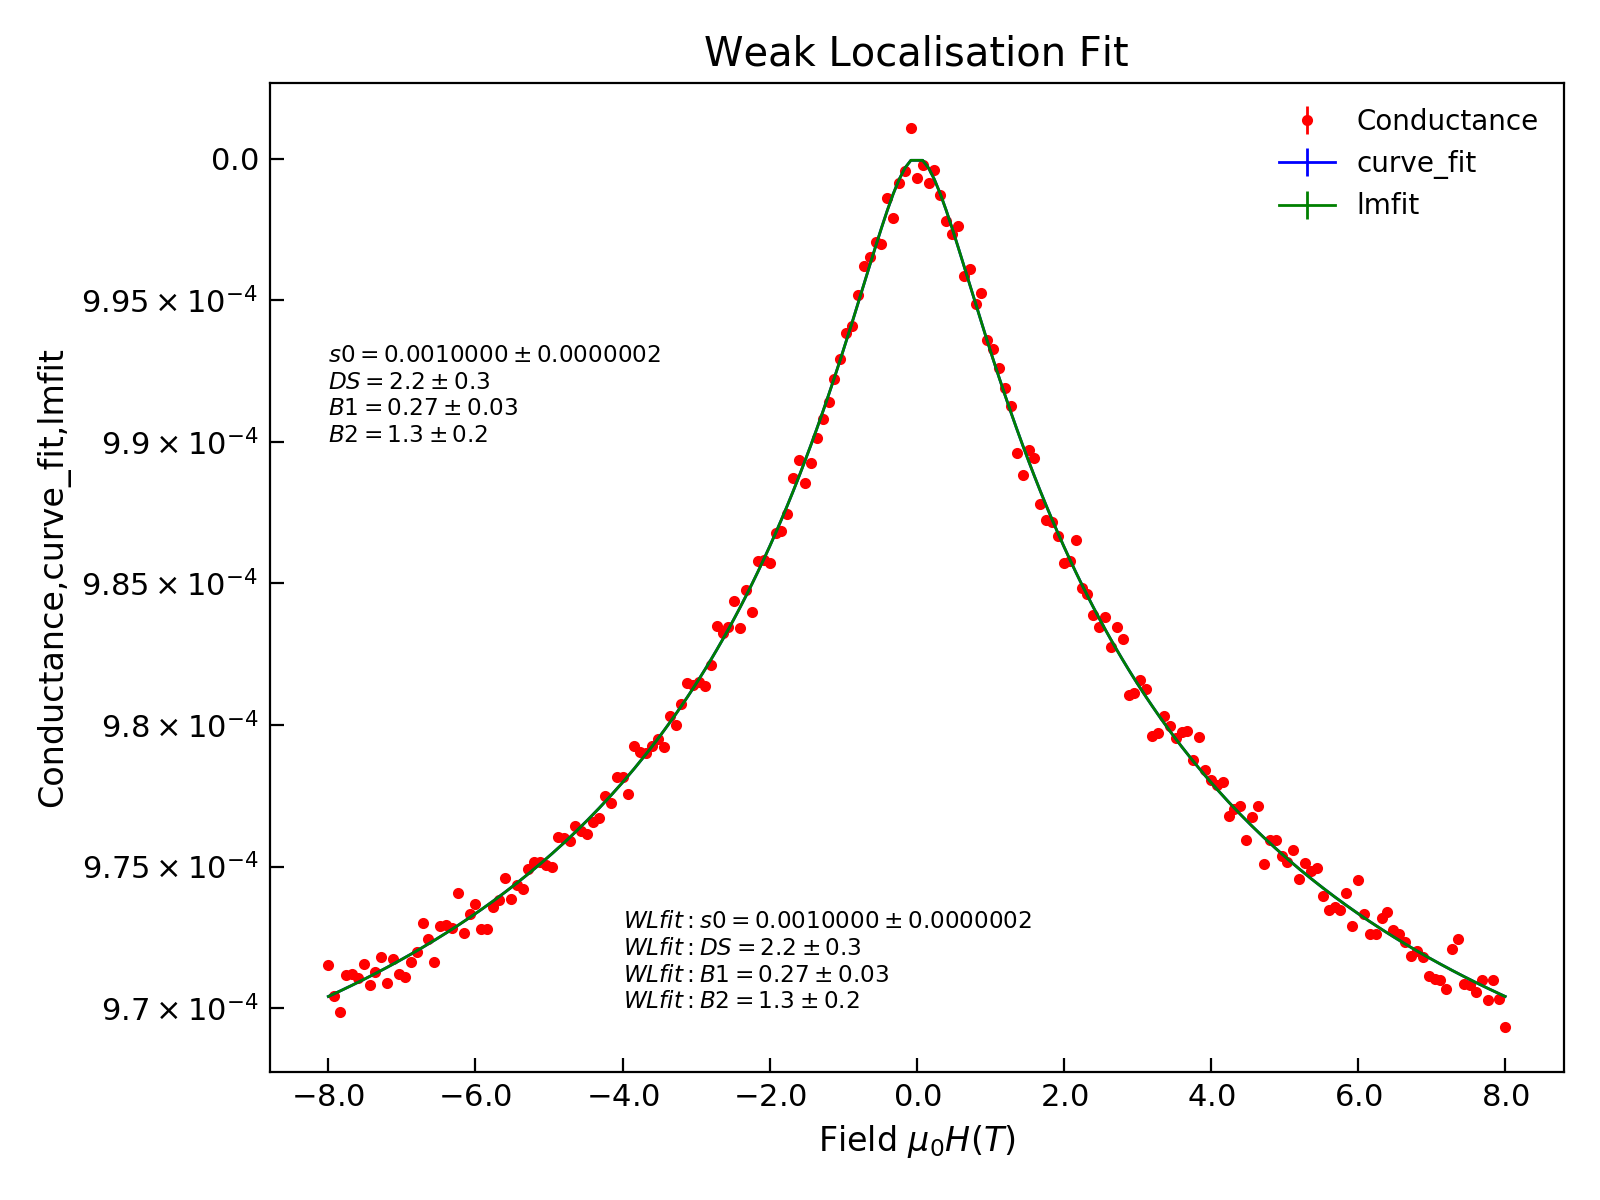 Weak Localisation Fit
Conductance
curve_fit
lmfit
0.0
9.95 × 10⁻⁴
9.9 × 10⁻⁴
9.85 × 10⁻⁴
9.8 × 10⁻⁴
9.75 × 10⁻⁴
9.7 × 10⁻⁴
Conductance,curve_fit,lmfit
s0 = 0.0010000 ± 0.0000002
DS = 2.2 ± 0.3
B1 = 0.27 ± 0.03
B2 = 1.3 ± 0.2
WLfit : s0 = 0.0010000 ± 0.0000002
WLfit : DS = 2.2 ± 0.3
WLfit : B1 = 0.27 ± 0.03
WLfit : B2 = 1.3 ± 0.2
−8.0 −6.0 −4.0 −2.0 0.0 2.0 4.0 6.0 8.0
Field μ₀H(T)